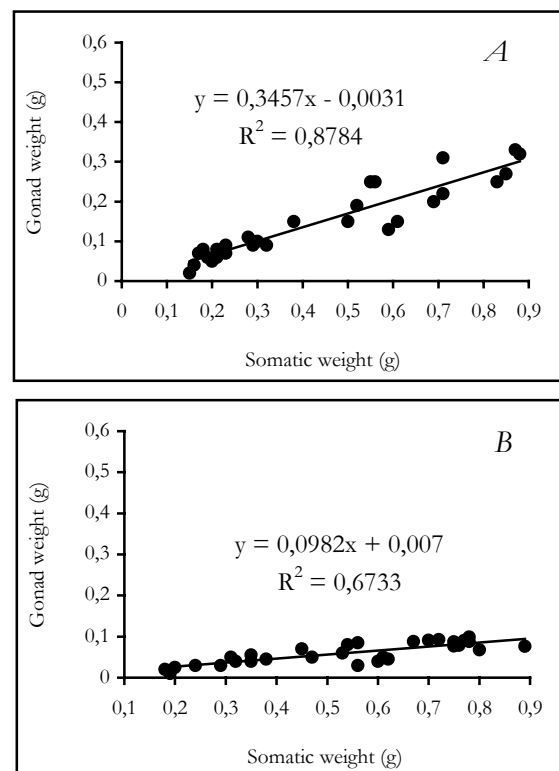 A
0,6
0,5
0,4
0,3
0,2
0,1
0
Gonad weight (g)
y = 0,3457x - 0,0031
R² = 0,8784
0 0,1 0,2 0,3 0,4 0,5 0,6 0,7 0,8 0,9
Somatic weight (g)
B
0,6
0,5
0,4
0,3
0,2
0,1
0
Gonad weight (g)
y = 0,0982x + 0,007
R² = 0,6733
0,1 0,2 0,3 0,4 0,5 0,6 0,7 0,8 0,9
Somatic weight (g)